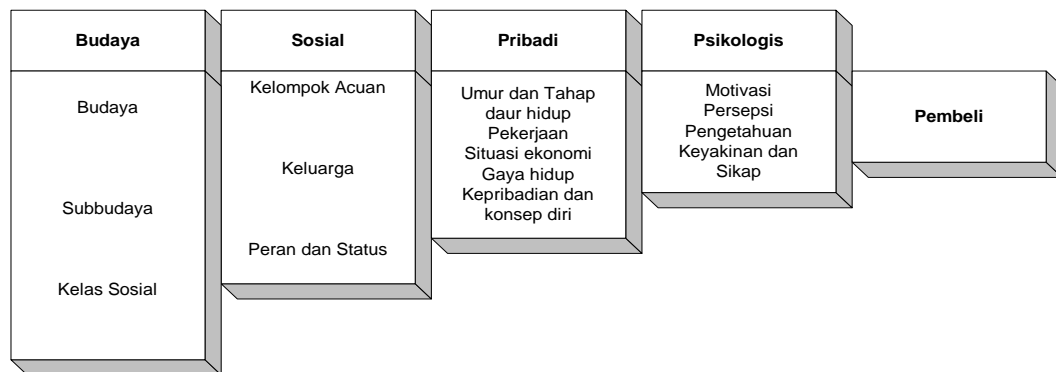 Budaya
Budaya
Subbudaya
Kelas Sosial
Sosial
Kelompok Acuan
Keluarga
Peran dan Status
Pribadi
Umur dan Tahap
daur hidup
Pekerjaan
Situasi ekonomi
Gaya hidup
Kepribadian dan
konsep diri
Psikologis
Motivasi
Persepsi
Pengetahuan
Keyakinan dan
Sikap
Pembeli